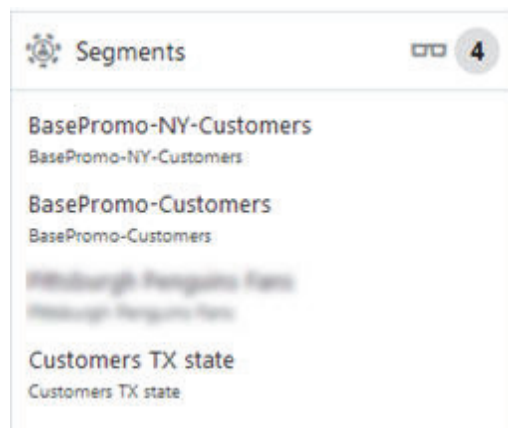 Segments 4
BasePromo-NY-Customers
BasePromo-NY-Customers
BasePromo-Customers
BasePromo-Customers
Customers TX state
Customers TX state